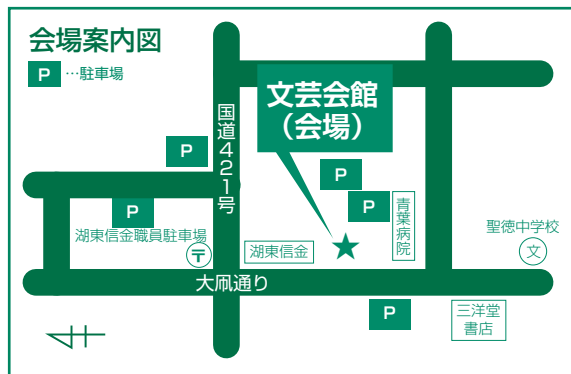 会場案内図
P …駐車場
文芸会館
（会場）
国道421号
P
P
P
P
湖東信金職員駐車場
〒
湖東信金
青葉病院
聖徳中学校
文
大凧通り
P
三洋堂
書店